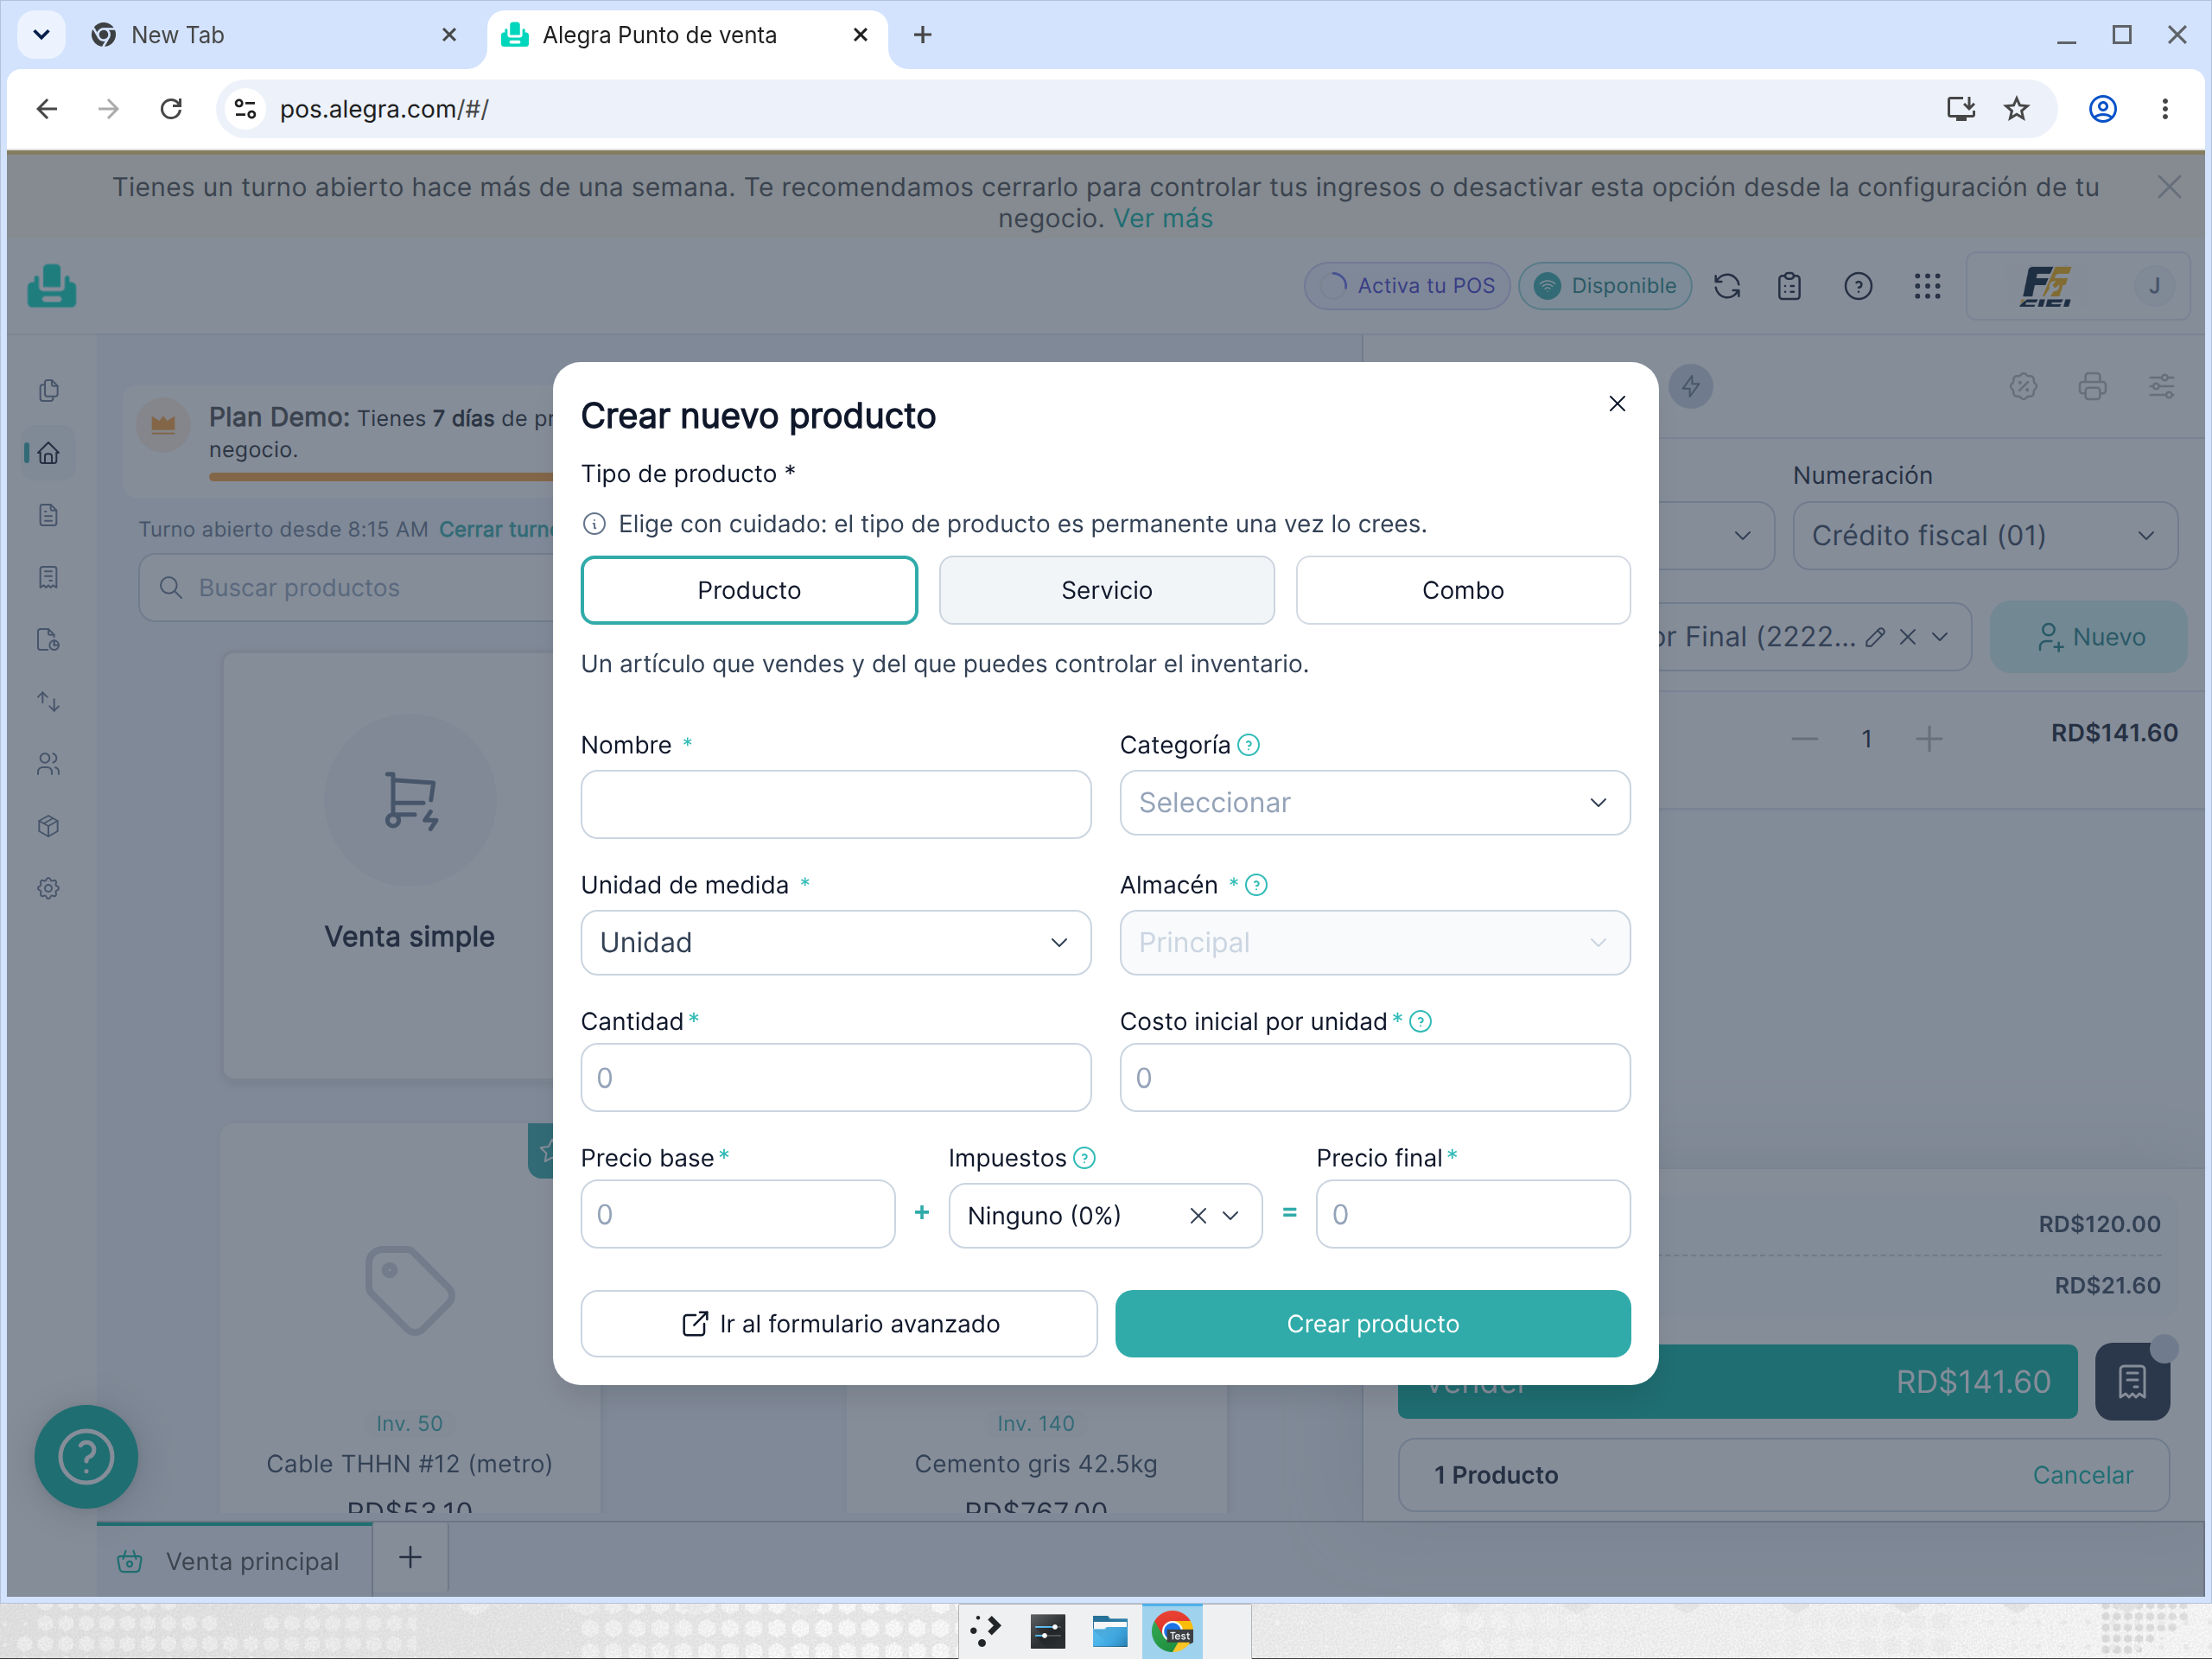 New Tab
Alegra Punto de venta
pos.alegra.com/#/
Tienes un turno abierto hace más de una semana. Te recomendamos cerrarlo para controlar tus ingresos o desactivar esta opción desde la configuración de tu
negocio. Ver más
Activa tu POS
Disponible
J
Plan Demo: Tienes 7 días de
negocio.
Turno abierto desde 8:15 AM Cerrar
Buscar productos
Venta simple
Numeración
Crédito fiscal (01)
Final (2222...
Nuevo
1
RD$141.60
Crear nuevo producto
Tipo de producto *
Elige con cuidado: el tipo de producto es permanente una vez lo crees.
Producto
Servicio
Combo
Un artículo que vendes y del que puedes controlar el inventario.
Nombre *
Categoría
Seleccionar
Unidad de medida *
Unidad
Almacén *
Principal
Cantidad *
0
Costo inicial por unidad *
0
Precio base *
0
+
Impuestos
Ninguno (0%)
=
Precio final *
0
Ir al formulario avanzado
Crear producto
RD$120.00
RD$21.60
RD$141.60
Inv. 50
Cable THHN #12 (metro)
RD$53.10
Inv. 140
Cemento gris 42.5kg
RD$767.00
1 Producto
Cancelar
Venta principal
Test